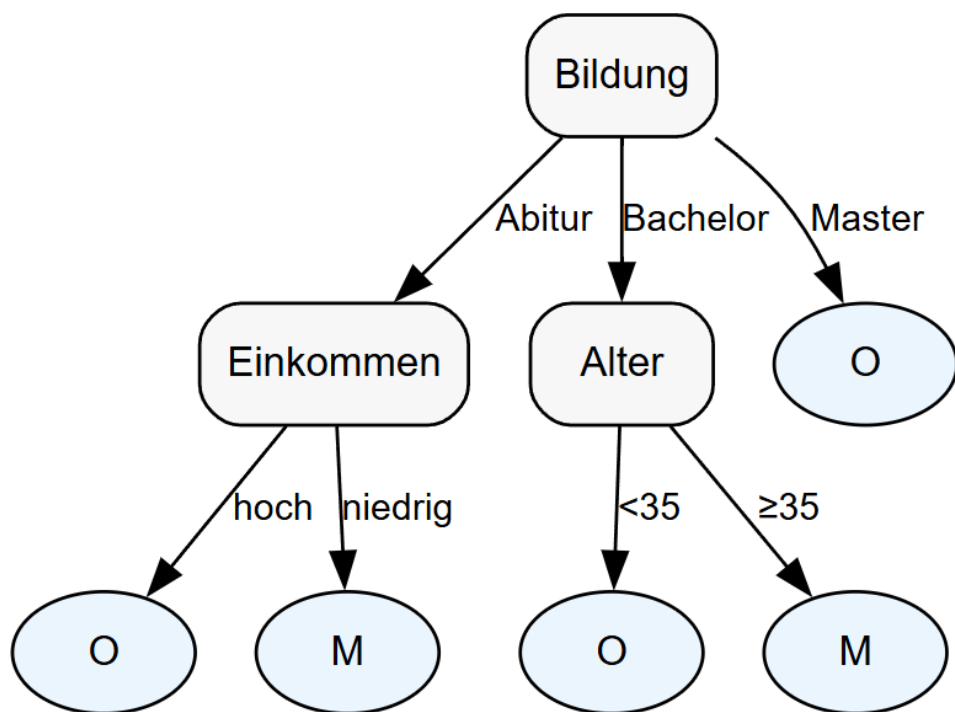 Bildung
Abitur
Bachelor
Master
Einkommen
Alter
O
hoch
niedrig
<35
≥35
O
M
O
M